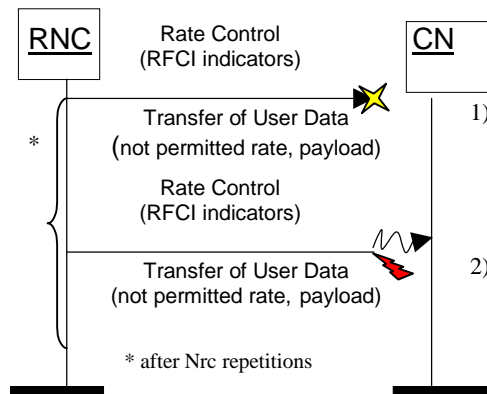 RNC
CN
Rate Control
(RFCI indicators)
1)
Transfer of User Data
(not permitted rate, payload)
*
Rate Control
(RFCI indicators)
2)
Transfer of User Data
(not permitted rate, payload)
* after Nrc repetitions